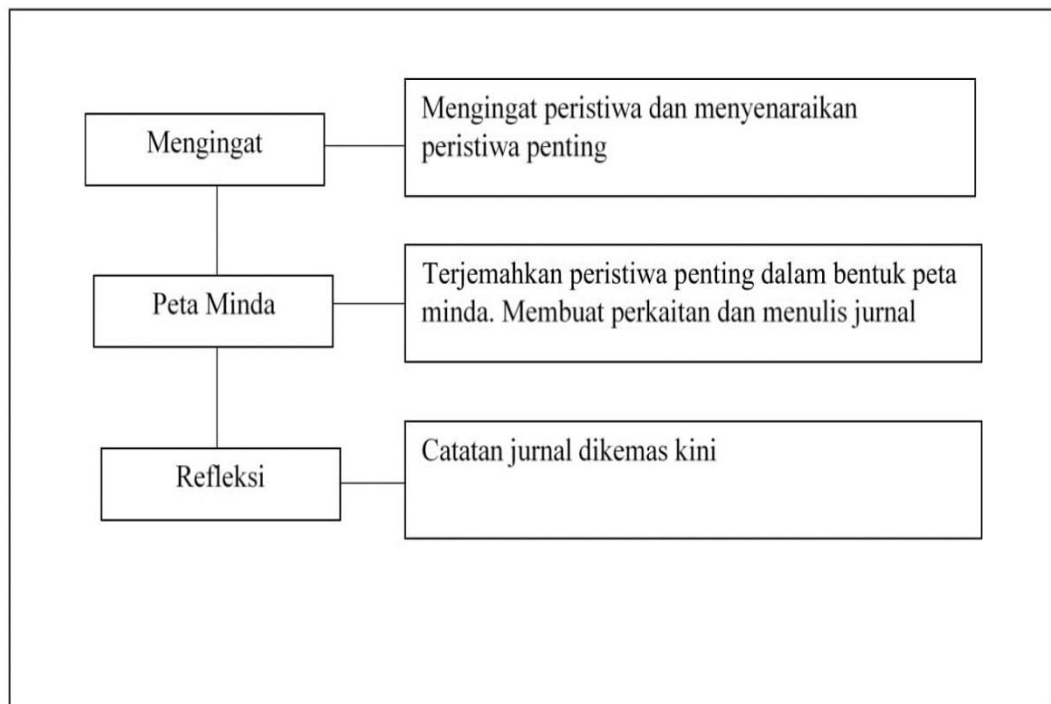 Mengingat
Mengingat peristiwa dan menyenaraikan
peristiwa penting
Peta Minda
Terjemahkan peristiwa penting dalam bentuk peta
minda. Membuat perkaitan dan menulis jurnal
Refleksi
Catatan jurnal dikemas kini